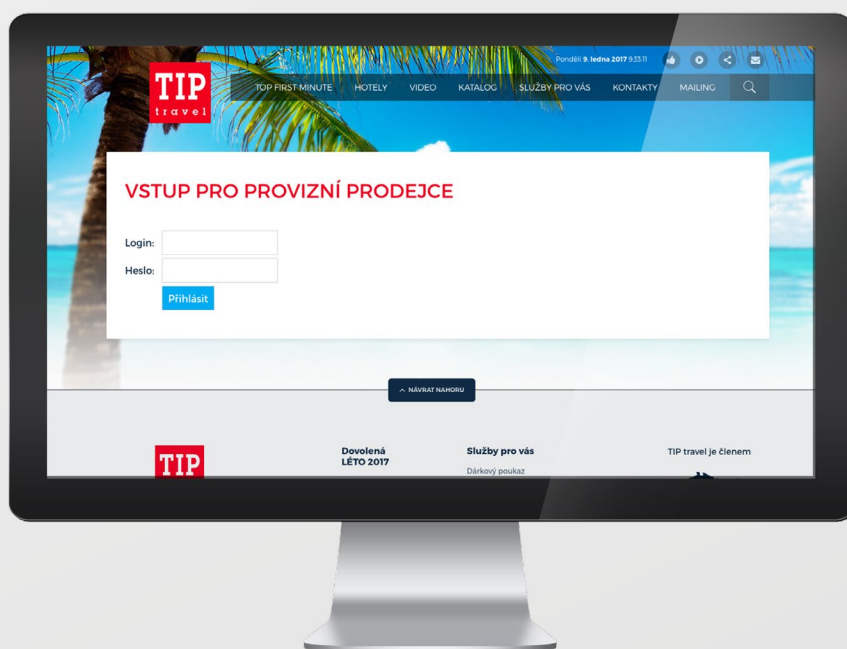 Pondělí 9. ledna 2017 9:33:11
TIP
travel
TOP FIRST MINUTE HOTELY VIDEO KATALOG SLUŽBY PRO VÁS KONTAKTY MAILING
VSTUP PRO PROVIZNÍ PRODEJCE
Login:
Heslo:
Přihlásit
NÁVRAT NAHORU
TIP
Dovolená
LÉTO 2017
Služby pro vás
Dárkový poukaz
TIP travel je členem